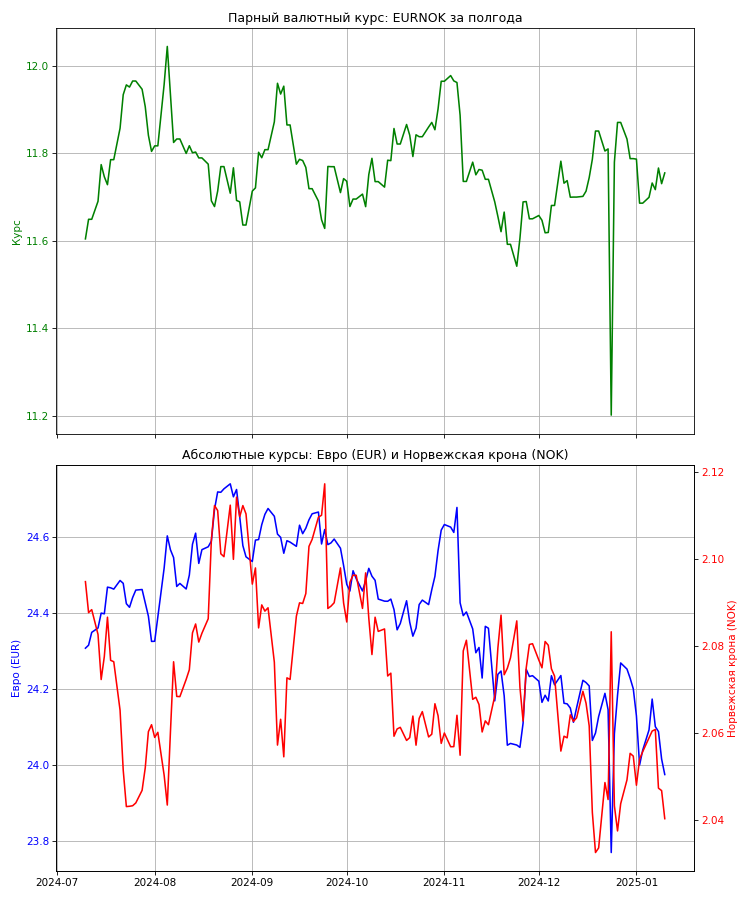 Парный валютный курс: EURNOK за полгода
12.0
11.8
11.6
11.4
11.2
Курс
Абсолютные курсы: Евро (EUR) и Норвежская крона (NOK)
24.6
24.4
24.2
24.0
23.8
Евро (EUR)
2.12
2.10
2.08
2.06
2.04
Норвежская крона (NOK)
2024-07 2024-08 2024-09 2024-10 2024-11 2024-12 2025-01